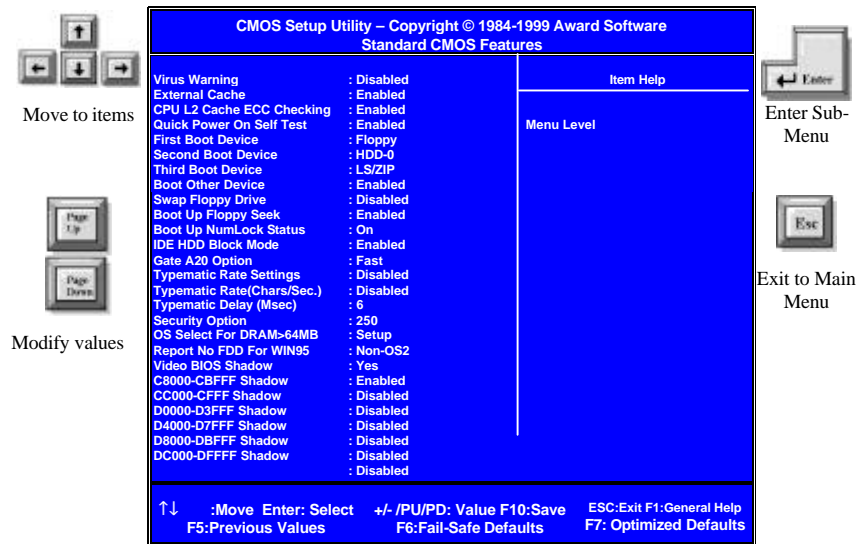 CMOS Setup Utility – Copyright © 1984-1999 Award Software
Standard CMOS Features
Virus Warning : Disabled
External Cache : Enabled
CPU L2 Cache ECC Checking : Enabled
Quick Power On Self Test : Enabled
First Boot Device : Floppy
Second Boot Device : HDD-0
Third Boot Device : LS/ZIP
Boot Other Device : Enabled
Swap Floppy Drive : Disabled
Boot Up Floppy Seek : Enabled
Boot Up NumLock Status : On
IDE HDD Block Mode : Enabled
Gate A20 Option : Fast
Typematic Rate Settings : Disabled
Typematic Rate(Chars/Sec.) : Disabled
Typematic Delay (Msec) : 6
Security Option : 250
OS Select For DRAM>64MB : Setup
Report No FDD For WIN95 : Non-OS2
Video BIOS Shadow : Yes
C8000-CBFFF Shadow : Enabled
CC000-CFFF Shadow : Disabled
D0000-D3FFF Shadow : Disabled
D4000-D7FFF Shadow : Disabled
D8000-DBFFF Shadow : Disabled
DC000-DFFFF Shadow : Disabled
: Disabled
Item Help
Menu Level
↑↓ :Move Enter: Select +/- /PU/PD: Value F10:Save ESC:Exit F1:General Help
F5:Previous Values F6:Fail-Safe Defaults F7: Optimized Defaults
↑
← ↓ →
Move to items
Page Up
Page Down
Modify values
↵ Enter
Enter Sub-
Menu
Esc
Exit to Main
Menu